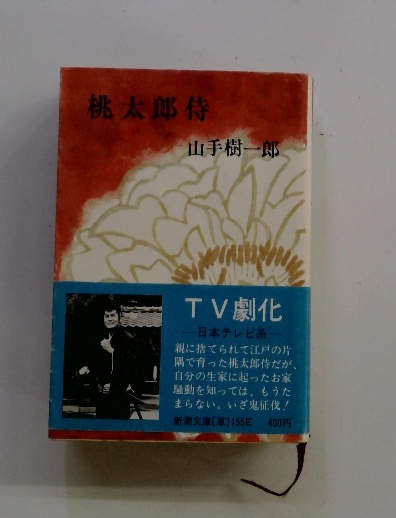 桃太郎侍
山手樹一郎
TV劇化
―日本テレビ系―
親に捨てられて江戸の片
隅で育った桃太郎侍だが、
自分の生家に起ったお家
騒動を知っては、もうた
まらない。いざ鬼征伐！
新潮文庫[草]155E 400円